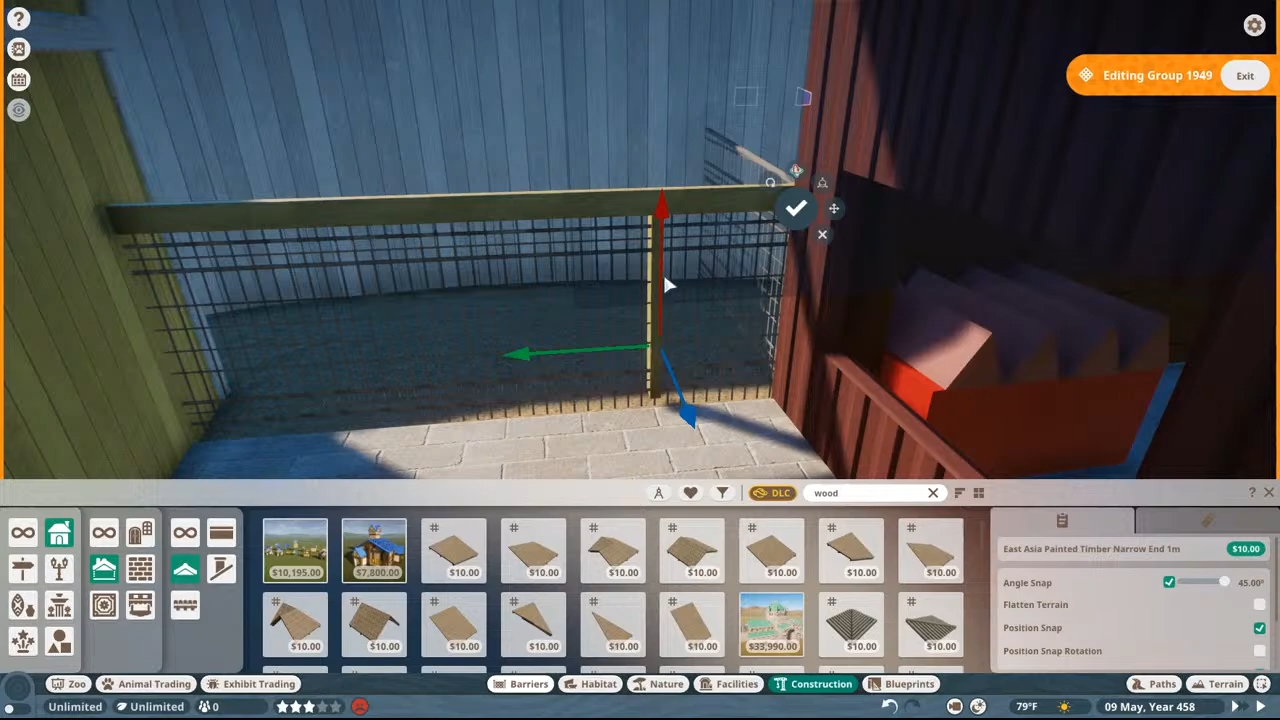 ?
Editing Group 1949 Exit
DLC wood
?
$10,195.00 $7,800.00 $10.00 $10.00 $10.00 $10.00 $10.00 $10.00 $10.00
$10.00 $10.00 $10.00 $10.00 $10.00 $10.00 $33,990.00 $10.00 $10.00
East Asia Painted Timber Narrow End 1m $10.00
Angle Snap 45.00°
Flatten Terrain
Position Snap
Position Snap Rotation
Zoo Animal Trading Exhibit Trading Barriers Habitat Nature Facilities Construction Blueprints Paths Terrain
Unlimited Unlimited 0 79°F 09 May, Year 458